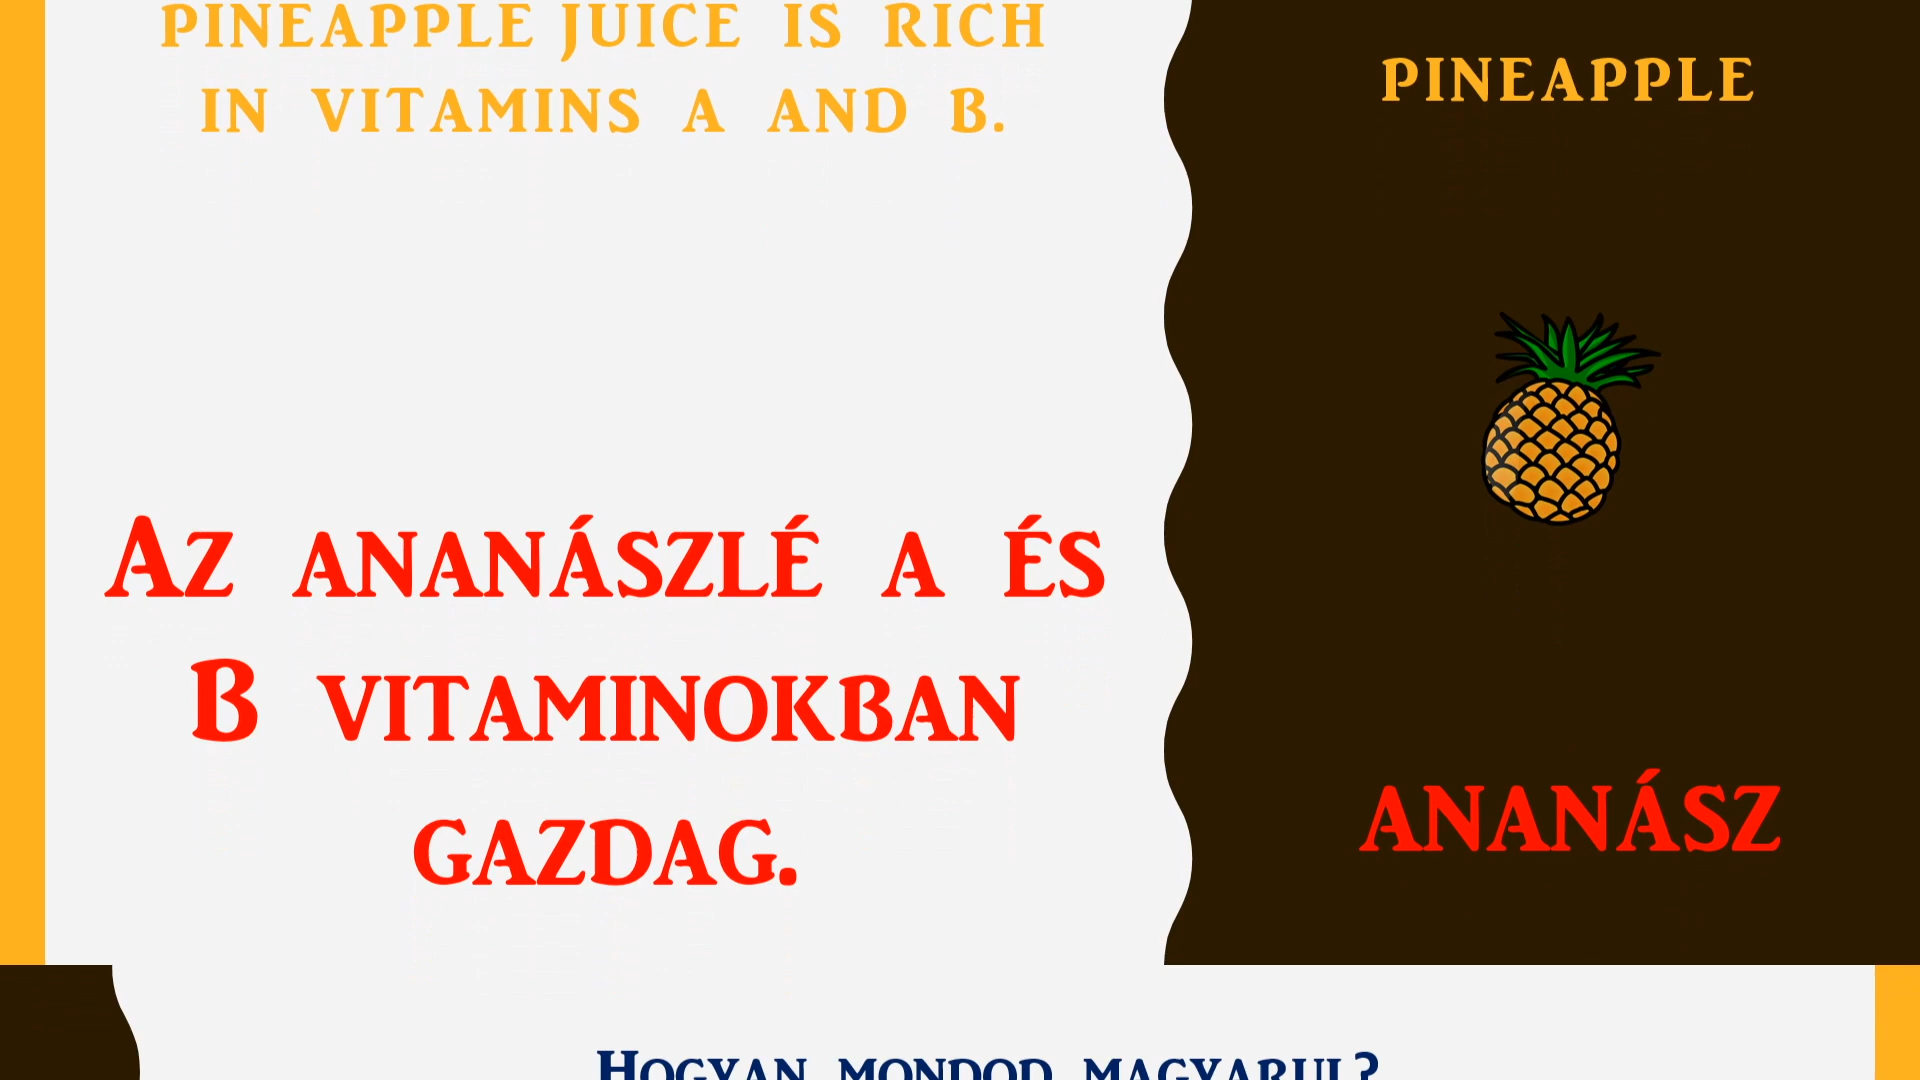 PINEAPPLE JUICE IS RICH
IN VITAMINS A AND B.
PINEAPPLE
Az ananászlé a és
B vitaminokban
gazdag.
ANANÁSZ
Hogyan mondod magyarul?